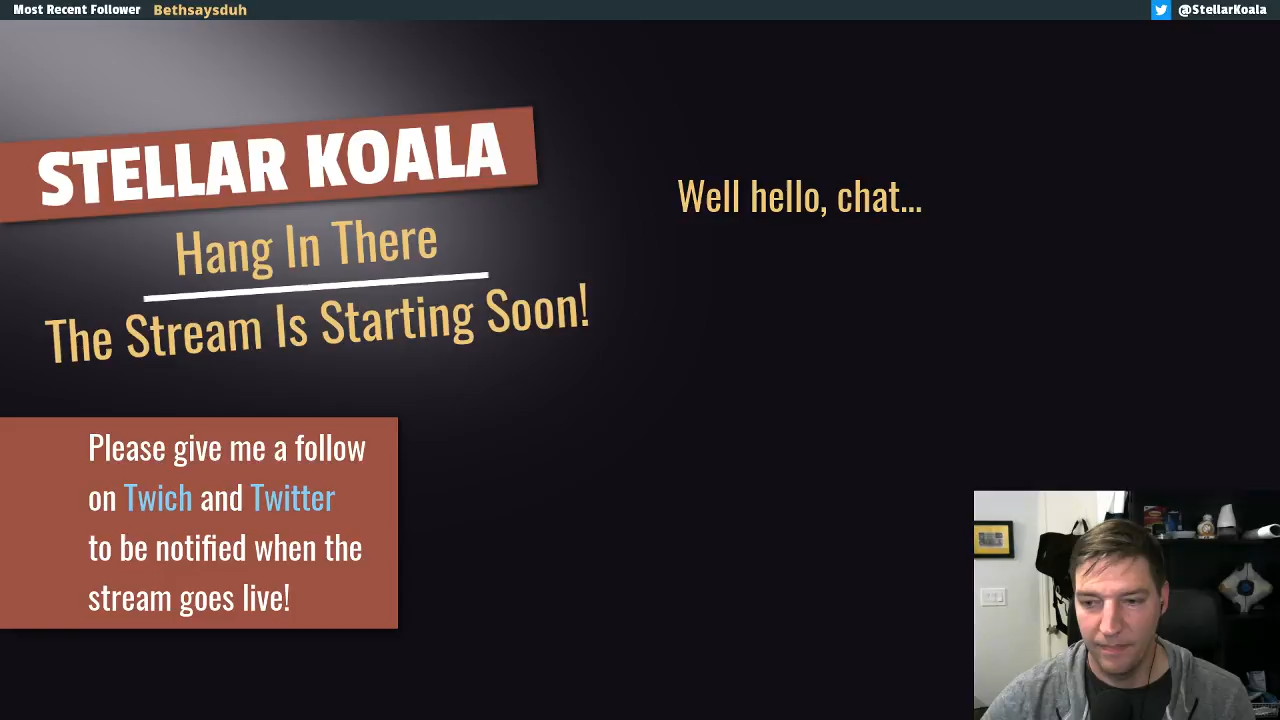 Most Recent Follower Bethsaysduh
@StellarKoala
STELLAR KOALA
Hang In There
The Stream Is Starting Soon!
Well hello, chat...
Please give me a follow
on Twich and Twitter
to be notified when the
stream goes live!